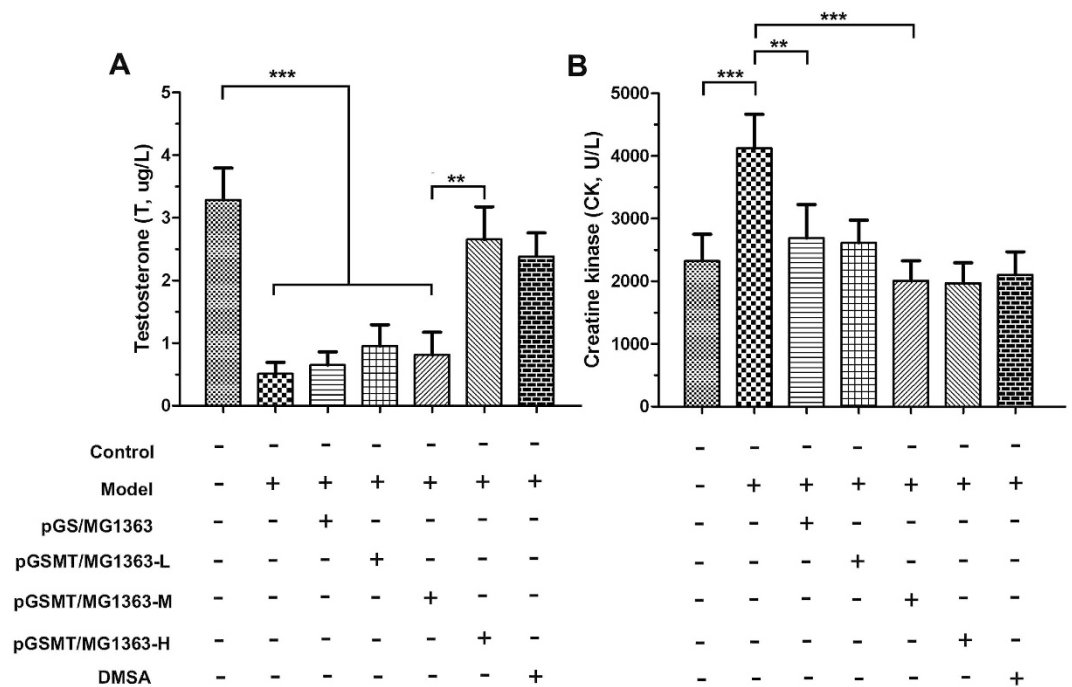 A
***
**
Testosterone (T, ug/L)
5
4
3
2
1
0
B
***
**
***
Creatine kinase (CK, U/L)
5000
4000
3000
2000
1000
0
Control - - - - - - - - - - - - - -
Model - + + + + + + - + + + + + +
pGS/MG1363 - - + - - - - - - + - - - -
pGSMT/MG1363-L - - - + - - - - - - + - - -
pGSMT/MG1363-M - - - - + - - - - - - + - -
pGSMT/MG1363-H - - - - - + - - - - - - + -
DMSA - - - - - - + - - - - - - +